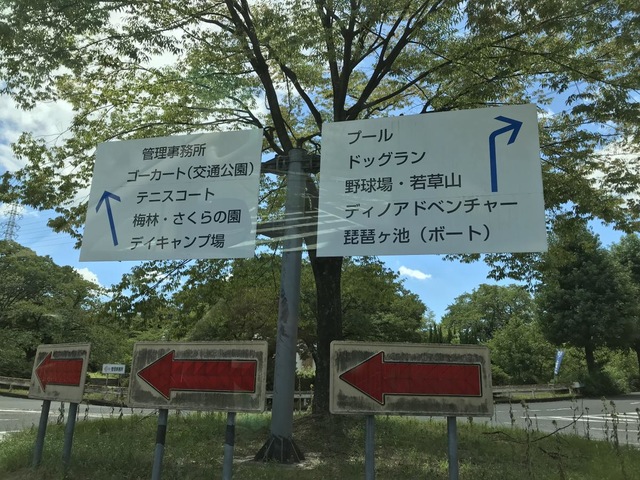 管理事務所
ゴーカート(交通公園)
テニスコート
梅林・さくらの園
デイキャンプ場
プール
ドッグラン
野球場・若草山
ディノアドベンチャー
琵琶ヶ池(ボート)